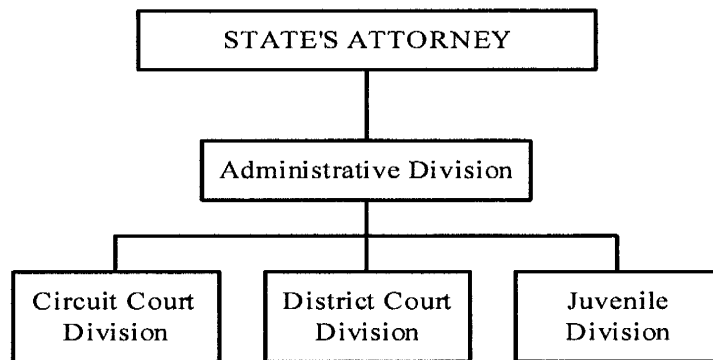 STATE'S ATTORNEY
Administrative Division
Circuit Court
Division
District Court
Division
Juvenile
Division